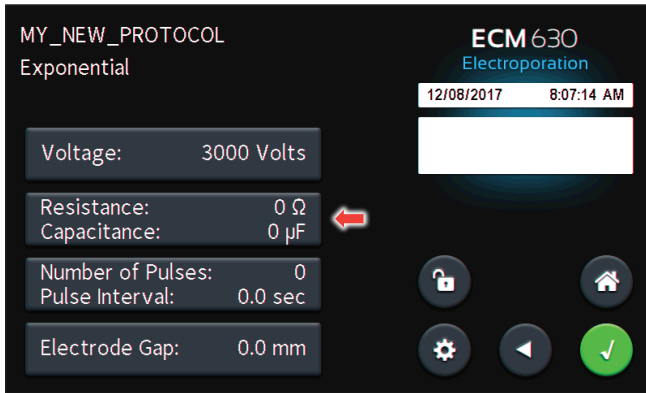 MY_NEW_PROTOCOL
Exponential
ECM 630
Electroporation
12/08/2017 8:07:14 AM
Voltage: 3000 Volts
Resistance: 0 Ω
Capacitance: 0 µF
Number of Pulses: 0
Pulse Interval: 0.0 sec
Electrode Gap: 0.0 mm